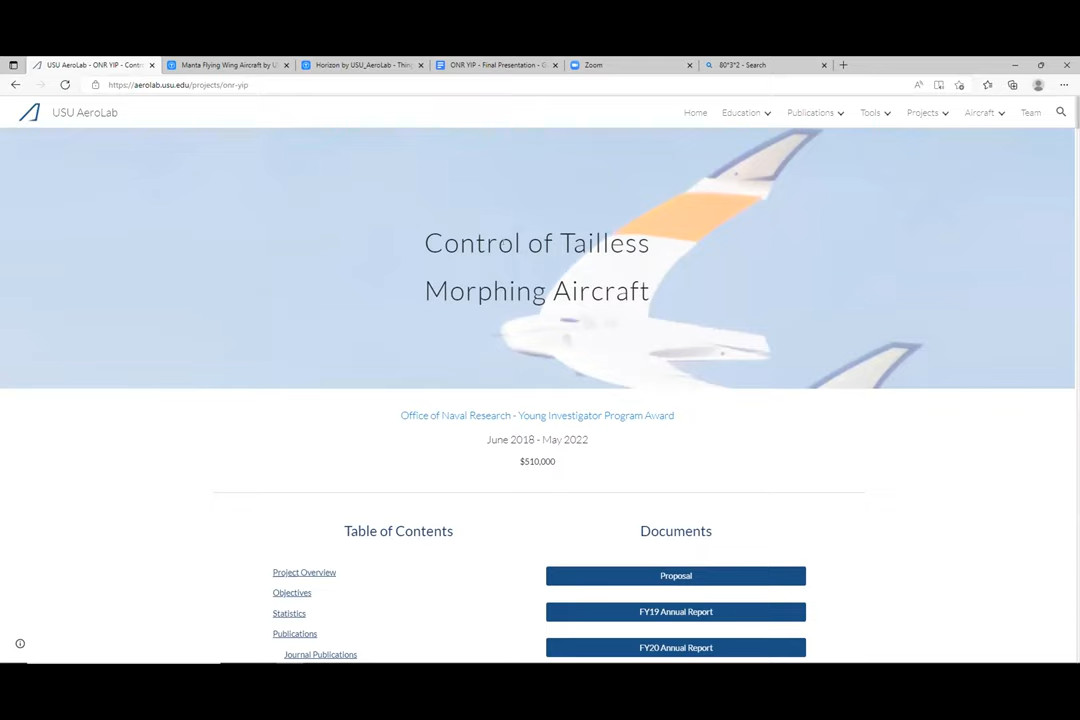 USU AeroLab - ONR YIP - Contr
Manta Flying Wing Aircraft by U
Horizon by USU_AeroLab - Thin
ONR YIP - Final Presentation - G
Zoom
80*3*2 - Search
https://aerolab.usu.edu/projects/onr-yip
USU AeroLab
Home Education Publications Tools Projects Aircraft Team
Control of Tailless
Morphing Aircraft
Office of Naval Research - Young Investigator Program Award
June 2018 - May 2022
$510,000
Table of Contents
Project Overview
Objectives
Statistics
Publications
Journal Publications
Documents
Proposal
FY19 Annual Report
FY20 Annual Report